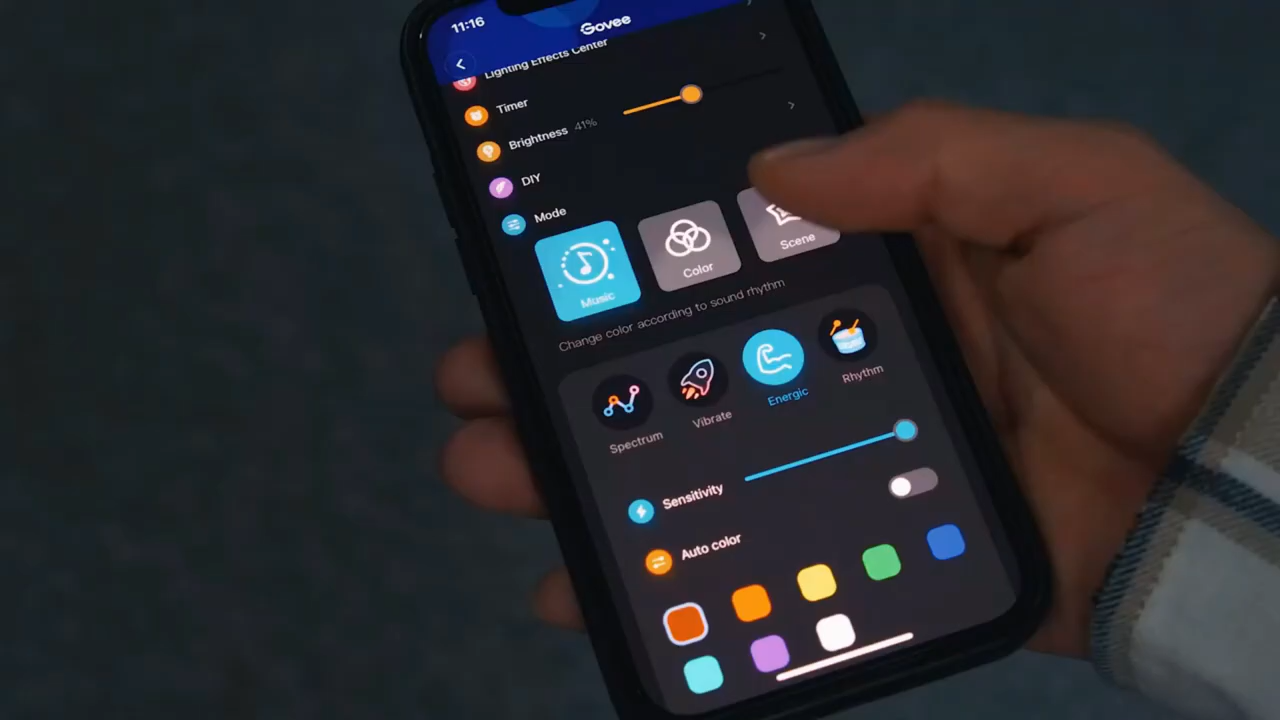 11:16
Govee
Lighting Effects Center
Timer
Brightness 41%
DIY
Mode
Music
Color
Scene
Change color according to sound rhythm
Spectrum
Vibrate
Energic
Rhythm
Sensitivity
Auto color